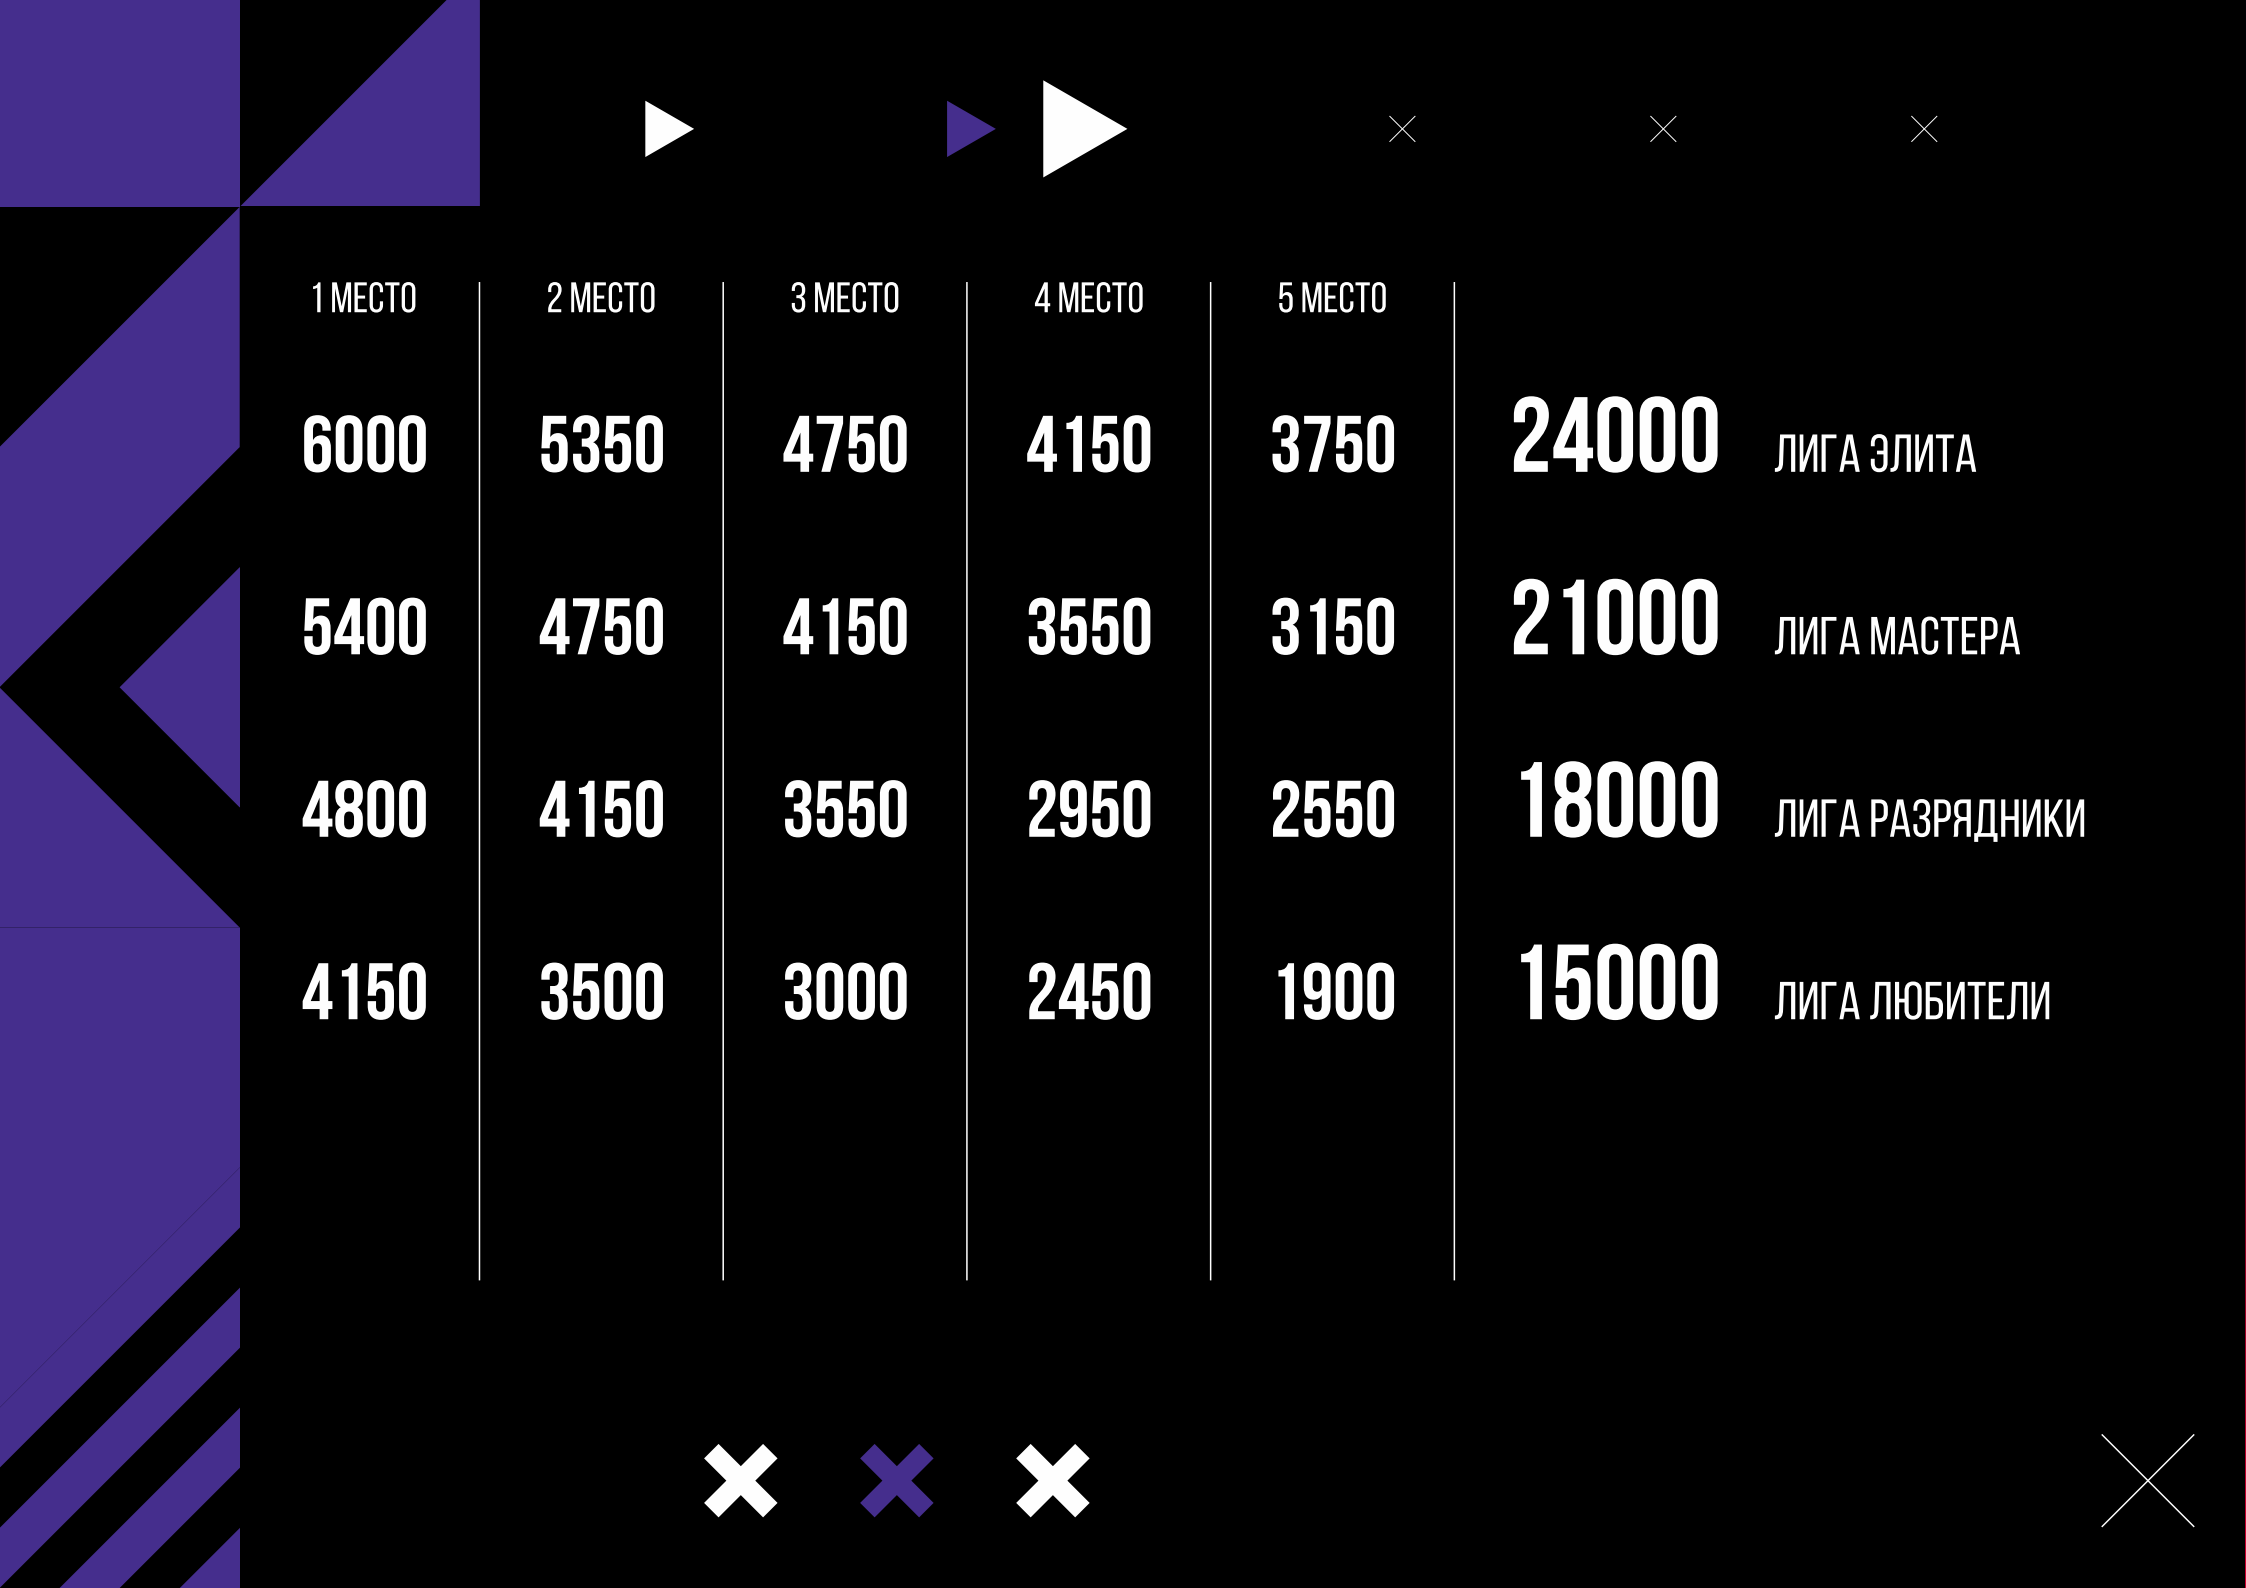 1 МЕСТО 2 МЕСТО 3 МЕСТО 4 МЕСТО 5 МЕСТО
6000 5350 4750 4150 3750 24000 ЛИГА ЭЛИТА
5400 4750 4150 3550 3150 21000 ЛИГА МАСТЕРА
4800 4150 3550 2950 2550 18000 ЛИГА РАЗРЯДНИКИ
4150 3500 3000 2450 1900 15000 ЛИГА ЛЮБИТЕЛИ